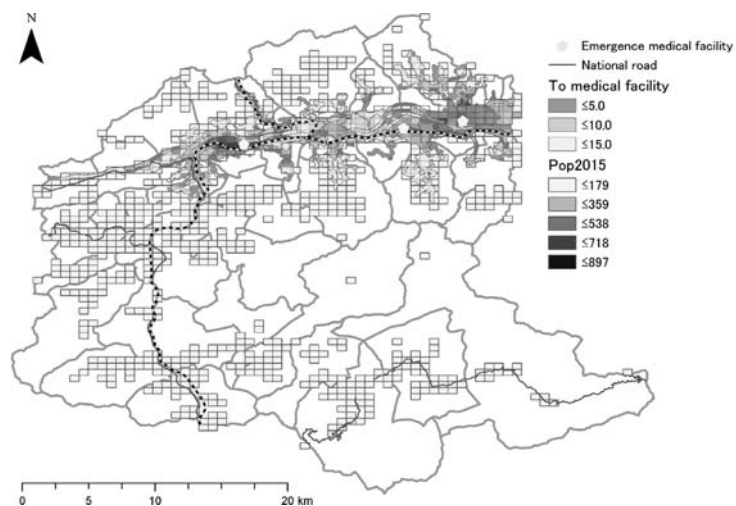 N
Emergence medical facility
National road
To medical facility
≤5.0
≤10.0
≤15.0
Pop2015
≤179
≤359
≤538
≤718
≤897
0 5 10 20 km